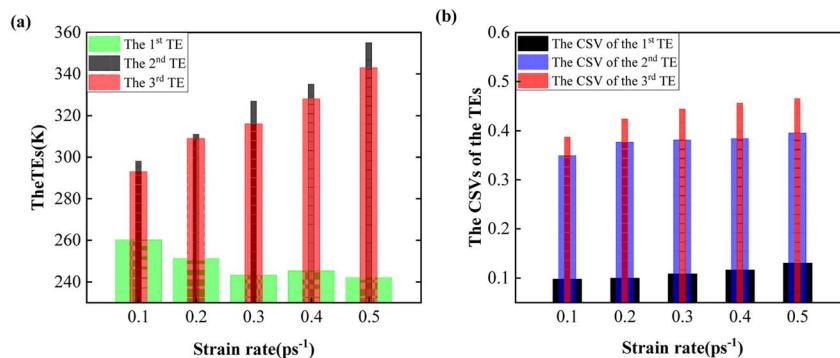 (a)
The 1st TE
The 2nd TE
The 3rd TE
TheTEs(K)
360
340
320
300
280
260
240
0.1 0.2 0.3 0.4 0.5
Strain rate(ps-1)
(b)
The CSV of the 1st TE
The CSV of the 2nd TE
The CSV of the 3rd TE
The CSVs of the TEs
0.6
0.5
0.4
0.3
0.2
0.1
0.1 0.2 0.3 0.4 0.5
Strain rate(ps-1)